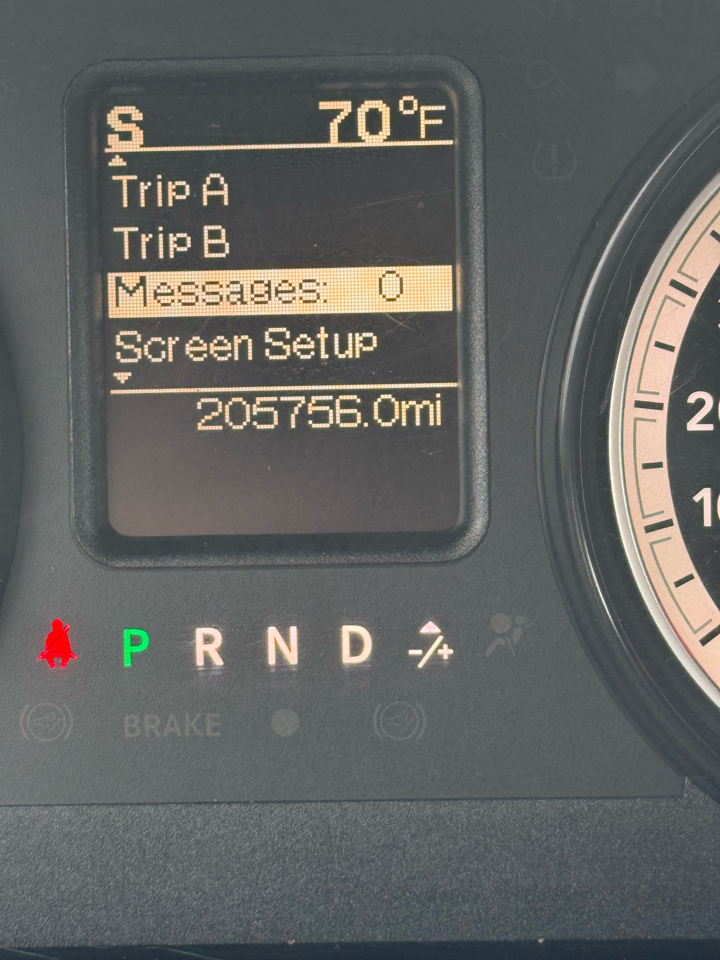 S 70°F
Trip A
Trip B
Messages: 0
Screen Setup
205756.0mi
P R N D -/+
BRAKE